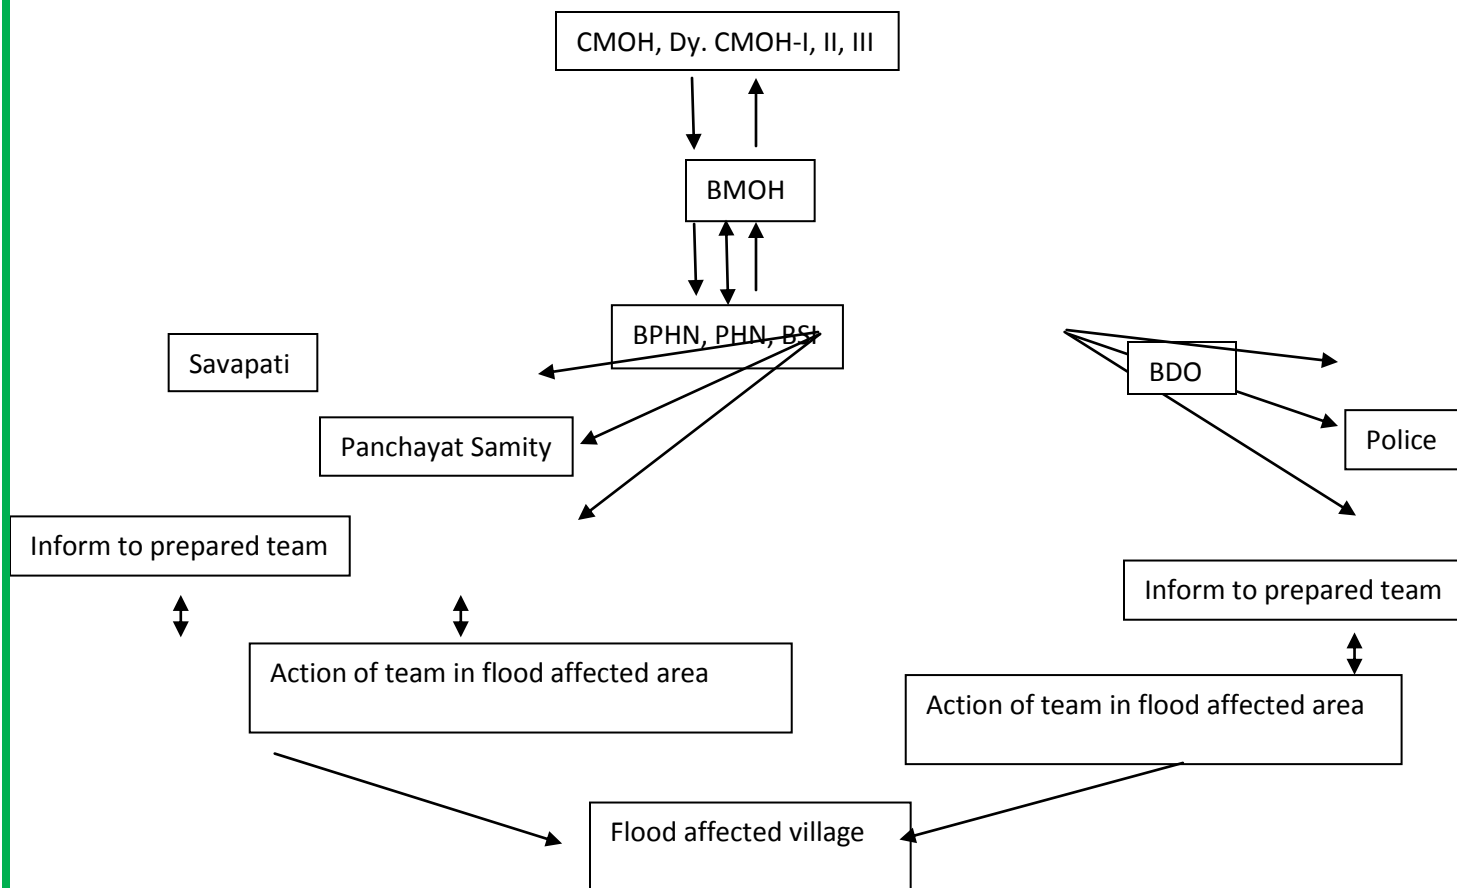 CMOH, Dy. CMOH-I, II, III
BMOH
BPHN, PHN, BSI
Savapati
BDO
Panchayat Samity
Police
Inform to prepared team
Inform to prepared team
Action of team in flood affected area
Action of team in flood affected area
Flood affected village